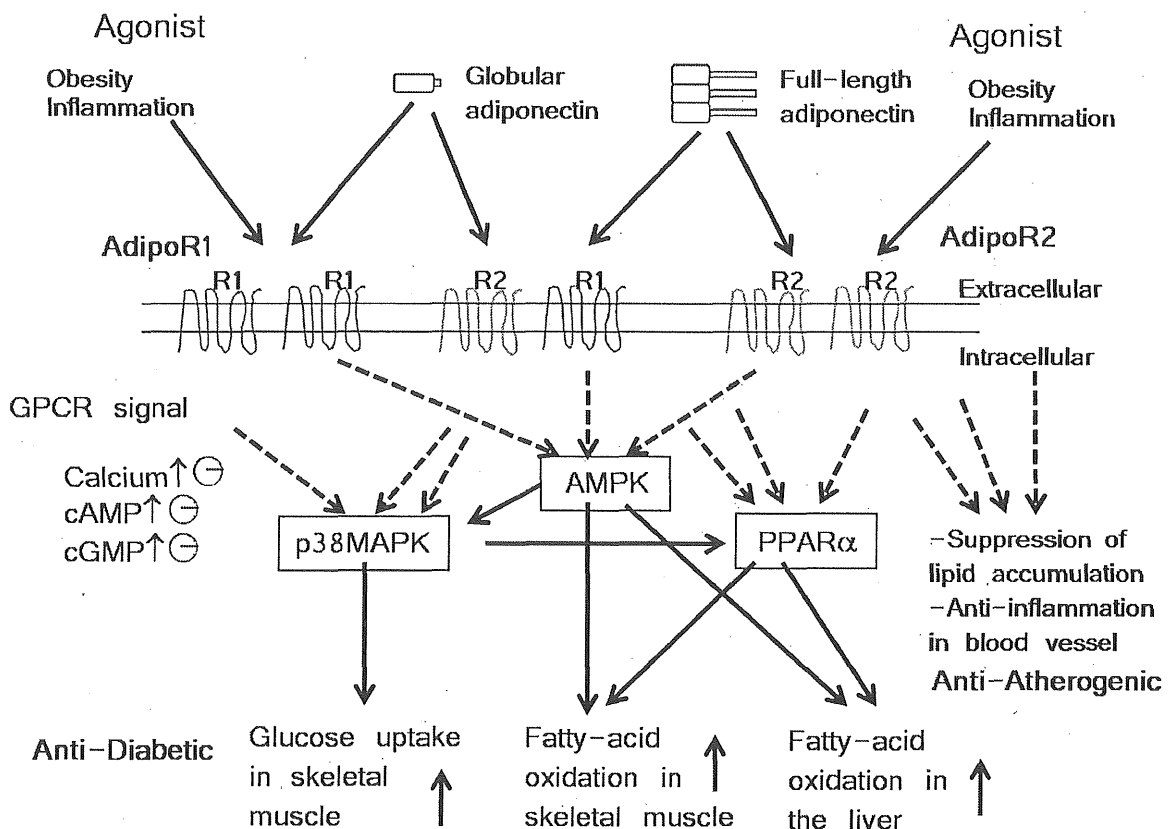 Agonist
Obesity
Inflammation
Globular
adiponectin
Full-length
adiponectin
Agonist
Obesity
Inflammation
AdipoR1
AdipoR2
R1
R1
R2
R1
R2
R2
Extracellular
Intracellular
GPCR signal
Calcium↑㊀
cAMP↑㊀
cGMP↑㊀
AMPK
p38MAPK
PPARα
-Suppression of
lipid accumulation
-Anti-inflammation
in blood vessel
Anti-Atherogenic
Anti-Diabetic
Glucose uptake
in skeletal
muscle ↑
Fatty-acid
oxidation in
skeletal muscle ↑
Fatty-acid
oxidation in
the liver ↑